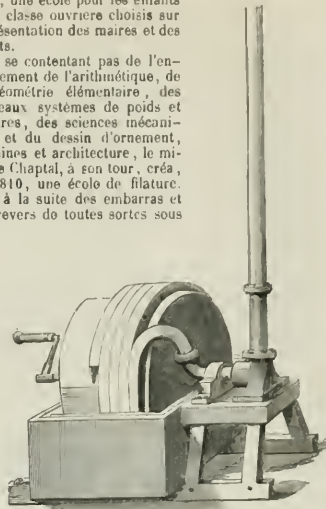 , une école pour les enfants
classe ouvrière choisis sur
ésentation des maires et des
ts.
se contentant pas de l'en-
ement de l'arithmétique, de
éométrie élémentaire, des
eaux systèmes de poids et
ures, des sciences mécani-
et du dessin d'ornement,
ines et architecture, le mi-
e Chaptal, à son tour, créa,
810, une école de filature.
à la suite des embarras et
revers de toutes sortes sous